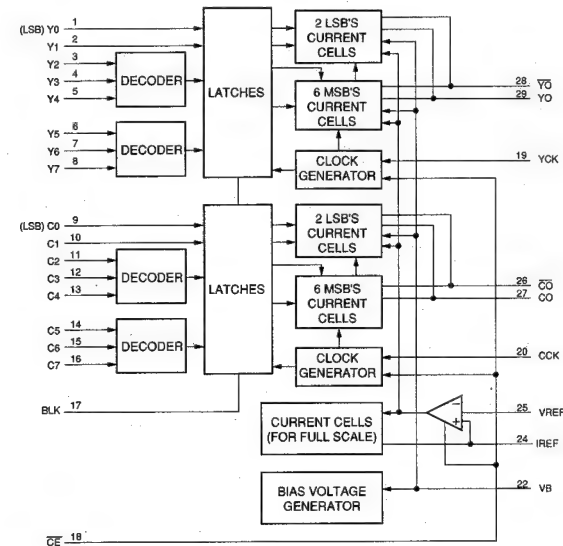 (LSB) Y0 1
Y1 2
Y2 3
Y3 4
Y4 5
DECODER
Y5 6
Y6 7
Y7 8
DECODER
LATCHES
2 LSB'S
CURRENT
CELLS
6 MSB'S
CURRENT
CELLS
CLOCK
GENERATOR
28 Y̅O̅
29 YO
19 YCK
(LSB) C0 9
C1 10
C2 11
C3 12
C4 13
DECODER
C5 14
C6 15
C7 16
DECODER
LATCHES
2 LSB'S
CURRENT
CELLS
6 MSB'S
CURRENT
CELLS
CLOCK
GENERATOR
26 C̅O̅
27 CO
20 CCK
BLK 17
CURRENT CELLS
(FOR FULL SCALE)
−
+
25 VREF
24 IREF
BIAS VOLTAGE
GENERATOR
22 VB
C̅E̅ 18